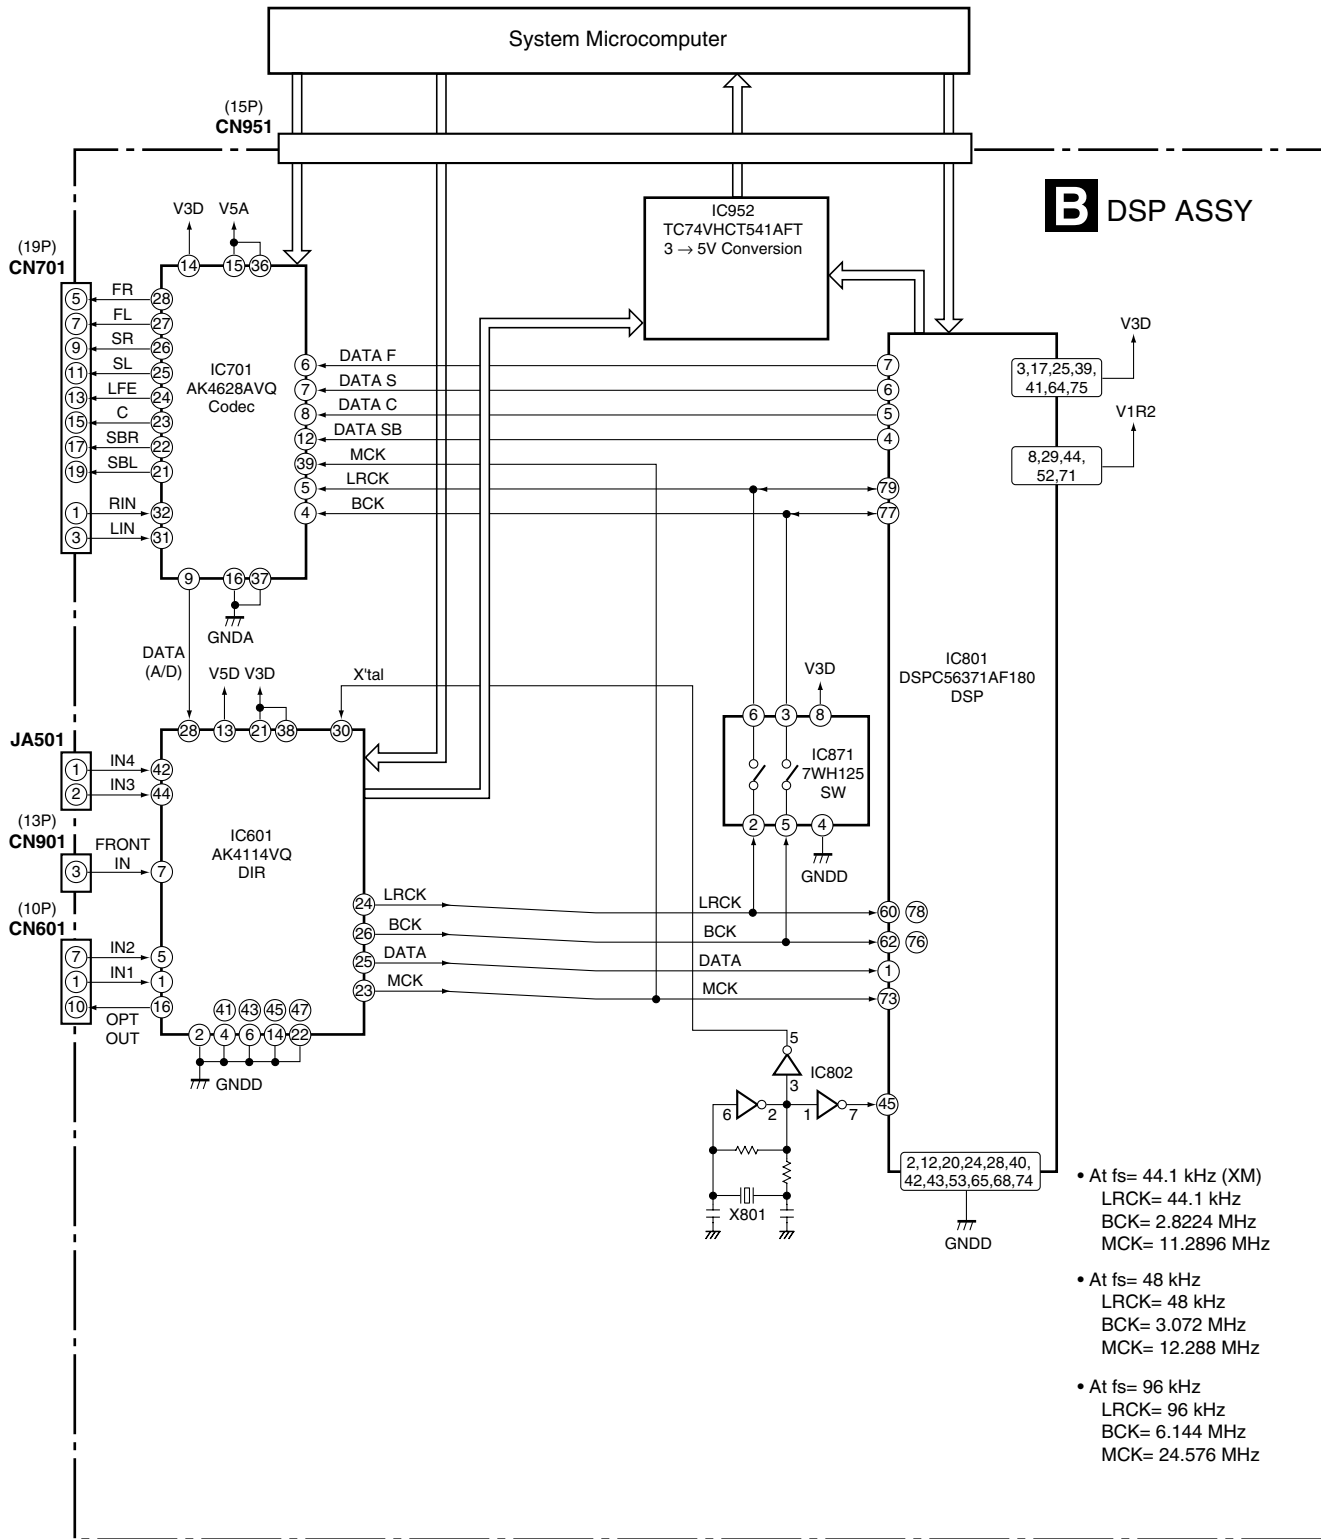 System Microcomputer
(15P)
CN951
B DSP ASSY
IC952
TC74VHCT541AFT
3 → 5V Conversion
V3D V5A
14 15 36
(19P)
CN701
5 FR 28
7 FL 27
9 SR 26
11 SL 25
13 LFE 24
15 C 23
17 SBR 22
19 SBL 21
1 RIN 32
3 LIN 31
IC701
AK4628AVQ
Codec
6 DATA F 7
7 DATA S 6
8 DATA C 5
12 DATA SB 4
39 MCK
5 LRCK 79
4 BCK 77
9 16 37
GNDA
V3D
3,17,25,39,
41,64,75
V1R2
8,29,44,
52,71
IC801
DSPC56371AF180
DSP
DATA
(A/D)
V5D V3D
X'tal
28 13 21 38 30
V3D
6 3 8
IC871
7WH125
SW
2 5 4
GNDD
JA501
1 IN4 42
2 IN3 44
(13P)
CN901
FRONT
3 IN 7
(10P)
CN601
7 IN2 5
1 IN1 1
10 16
OPT
OUT
IC601
AK4114VQ
DIR
24 LRCK LRCK 60 78
26 BCK BCK 62 76
25 DATA DATA 1
23 MCK MCK 73
41 43 45 47
2 4 6 14 22
GNDD
5
IC802
3
6 2 1 7 45
X801
2,12,20,24,28,40,
42,43,53,65,68,74
GNDD
• At fs= 44.1 kHz (XM)
LRCK= 44.1 kHz
BCK= 2.8224 MHz
MCK= 11.2896 MHz
• At fs= 48 kHz
LRCK= 48 kHz
BCK= 3.072 MHz
MCK= 12.288 MHz
• At fs= 96 kHz
LRCK= 96 kHz
BCK= 6.144 MHz
MCK= 24.576 MHz